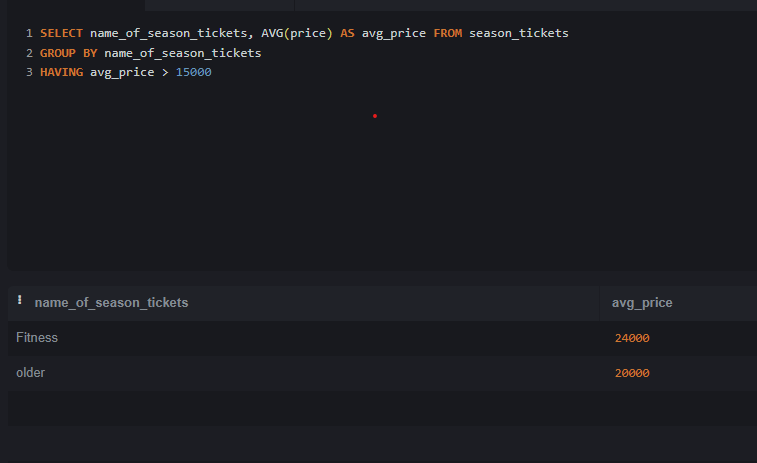 1 SELECT name_of_season_tickets, AVG(price) AS avg_price FROM season_tickets
2 GROUP BY name_of_season_tickets
3 HAVING avg_price > 15000
name_of_season_tickets avg_price
Fitness 24000
older 20000